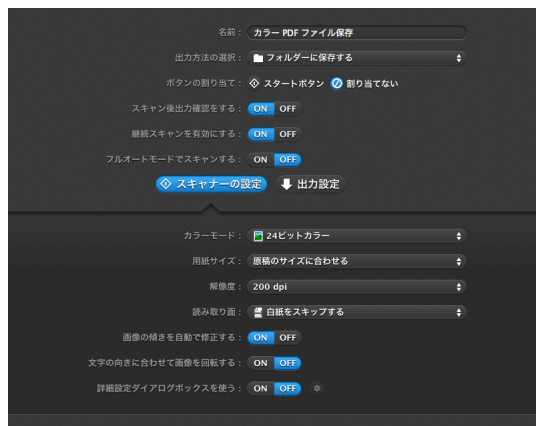 名前： カラー PDF ファイル保存
出力方法の選択： フォルダーに保存する
ボタンの割り当て： スタートボタン 割り当てない
スキャン後出力確認をする： ON OFF
継続スキャンを有効にする： ON OFF
フルオートモードでスキャンする： ON OFF
スキャナーの設定 出力設定
カラーモード： 24ビットカラー
用紙サイズ： 原稿のサイズに合わせる
解像度： 200 dpi
読み取り面： 白紙をスキップする
画像の傾きを自動で修正する： ON OFF
文字の向きに合わせて画像を回転する： ON OFF
詳細設定ダイアログボックスを使う： ON OFF